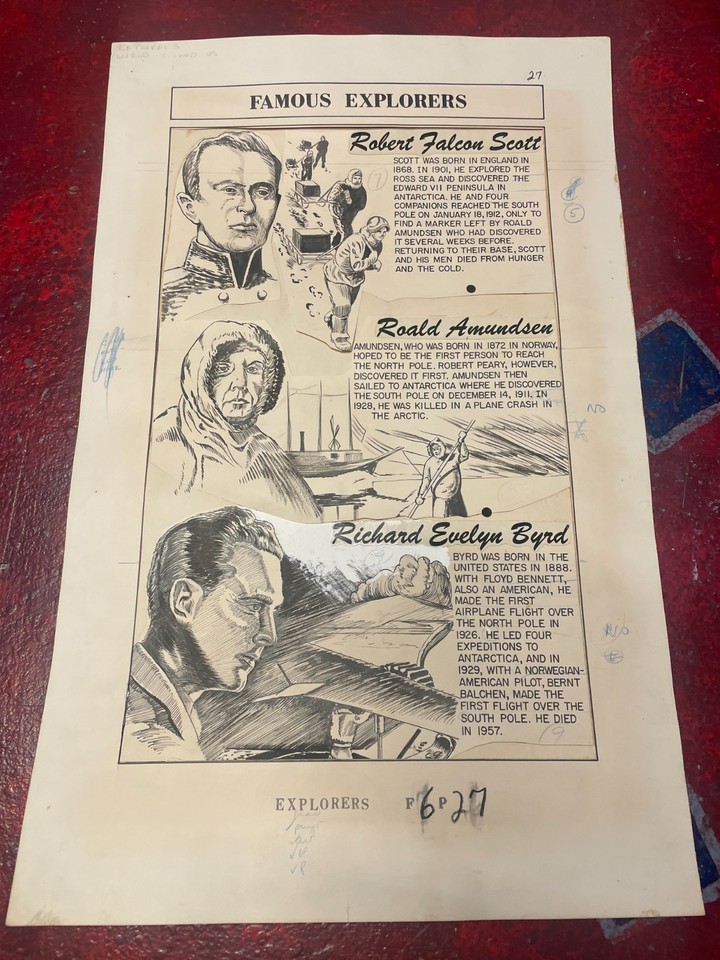 27
FAMOUS EXPLORERS
Robert Falcon Scott
SCOTT WAS BORN IN ENGLAND IN
1868. IN 1901, HE EXPLORED THE
ROSS SEA AND DISCOVERED THE
EDWARD VII PENINSULA IN
ANTARCTICA. HE AND FOUR
COMPANIONS REACHED THE SOUTH
POLE ON JANUARY 18, 1912, ONLY TO
FIND A MARKER LEFT BY ROALD
AMUNDSEN WHO HAD DISCOVERED
IT SEVERAL WEEKS BEFORE.
RETURNING TO THEIR BASE, SCOTT
AND HIS MEN DIED FROM HUNGER
AND THE COLD.
7
5
Roald Amundsen
AMUNDSEN, WHO WAS BORN IN 1872 IN NORWAY,
HOPED TO BE THE FIRST PERSON TO REACH
THE NORTH POLE. ROBERT PEARY, HOWEVER,
DISCOVERED IT FIRST. AMUNDSEN THEN
SAILED TO ANTARCTICA WHERE HE DISCOVERED
THE SOUTH POLE ON DECEMBER 14, 1911. IN
1928, HE WAS KILLED IN A PLANE CRASH IN
THE ARCTIC.
Richard Evelyn Byrd
BYRD WAS BORN IN THE
UNITED STATES IN 1888.
WITH FLOYD BENNETT,
ALSO AN AMERICAN, HE
MADE THE FIRST
AIRPLANE FLIGHT OVER
THE NORTH POLE IN
1926. HE LED FOUR
EXPEDITIONS TO
ANTARCTICA, AND IN
1929, WITH A NORWEGIAN-
AMERICAN PILOT, BERNT
BALCHEN, MADE THE
FIRST FLIGHT OVER THE
SOUTH POLE. HE DIED
IN 1957.
EXPLORERS F 6 P 27